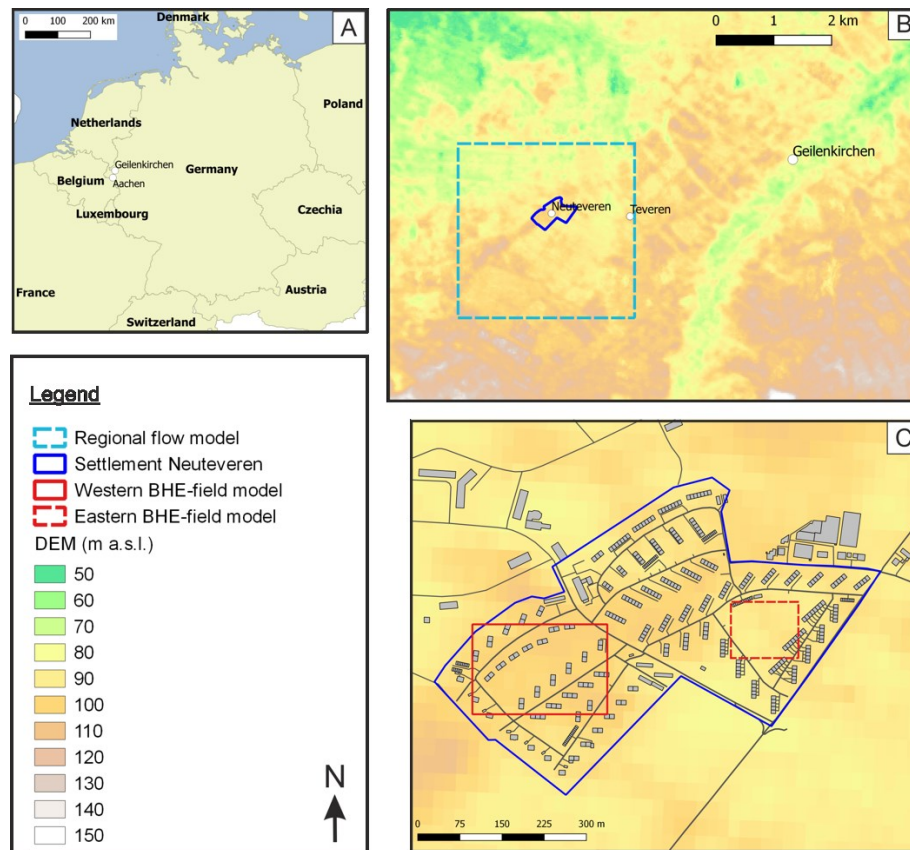 0 100 200 km
A
Denmark
Netherlands
Poland
Geilenkirchen
Belgium
Aachen
Germany
Luxembourg
Czechia
France
Austria
Switzerland
0 1 2 km
B
Geilenkirchen
Neuteveren
Teveren
Legend
Regional flow model
Settlement Neuteveren
Western BHE-field model
Eastern BHE-field model
DEM (m a.s.l.)
50
60
70
80
90
100
110
120
130
140
150
N
C
0 75 150 225 300 m